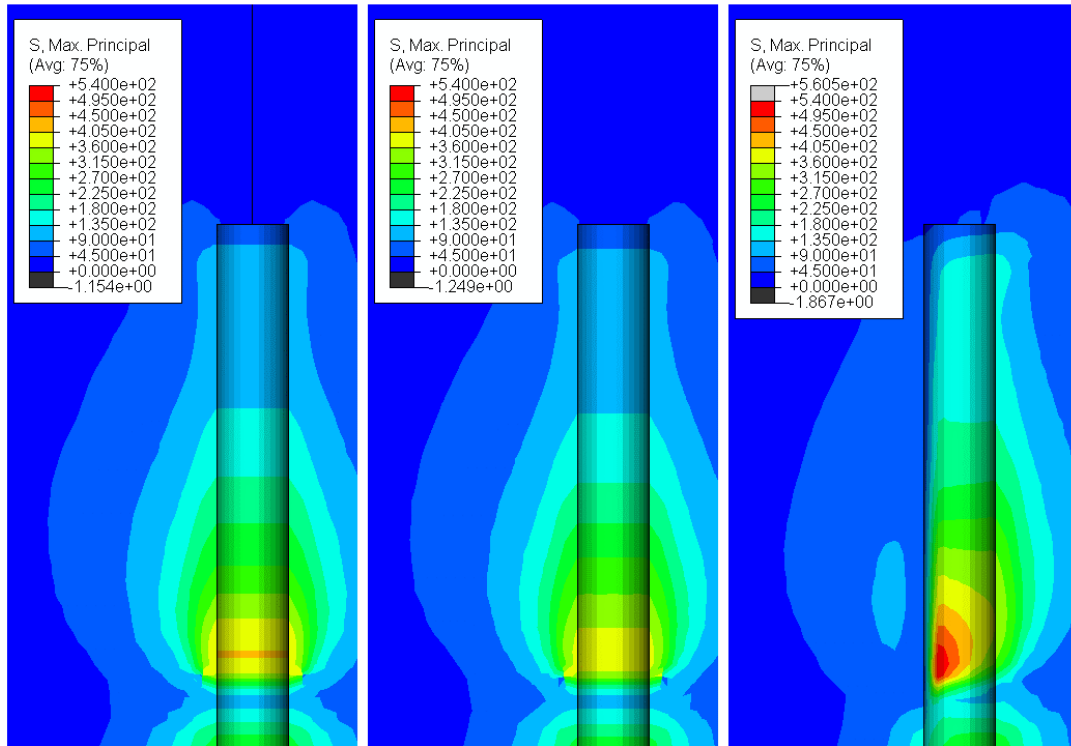 S, Max. Principal
(Avg: 75%)
+5.400e+02
+4.950e+02
+4.500e+02
+4.050e+02
+3.600e+02
+3.150e+02
+2.700e+02
+2.250e+02
+1.800e+02
+1.350e+02
+9.000e+01
+4.500e+01
+0.000e+00
-1.154e+00
S, Max. Principal
(Avg: 75%)
+5.400e+02
+4.950e+02
+4.500e+02
+4.050e+02
+3.600e+02
+3.150e+02
+2.700e+02
+2.250e+02
+1.800e+02
+1.350e+02
+9.000e+01
+4.500e+01
+0.000e+00
-1.249e+00
S, Max. Principal
(Avg: 75%)
+5.605e+02
+5.400e+02
+4.950e+02
+4.500e+02
+4.050e+02
+3.600e+02
+3.150e+02
+2.700e+02
+2.250e+02
+1.800e+02
+1.350e+02
+9.000e+01
+4.500e+01
+0.000e+00
-1.867e+00